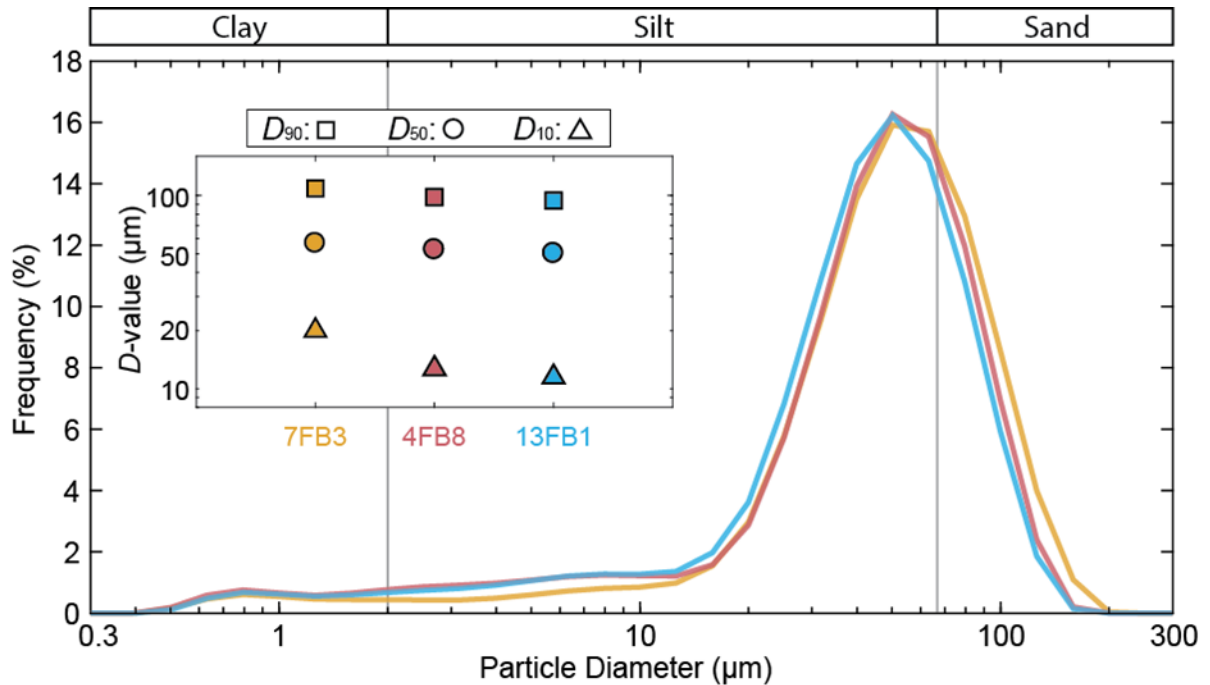 Clay Silt Sand
18
16
14
12
10
8
6
4
2
0
Frequency (%)
D90: □ D50: ○ D10: △
100
50
20
10
D-value (μm)
7FB3 4FB8 13FB1
0.3 1 10 100 300
Particle Diameter (μm)